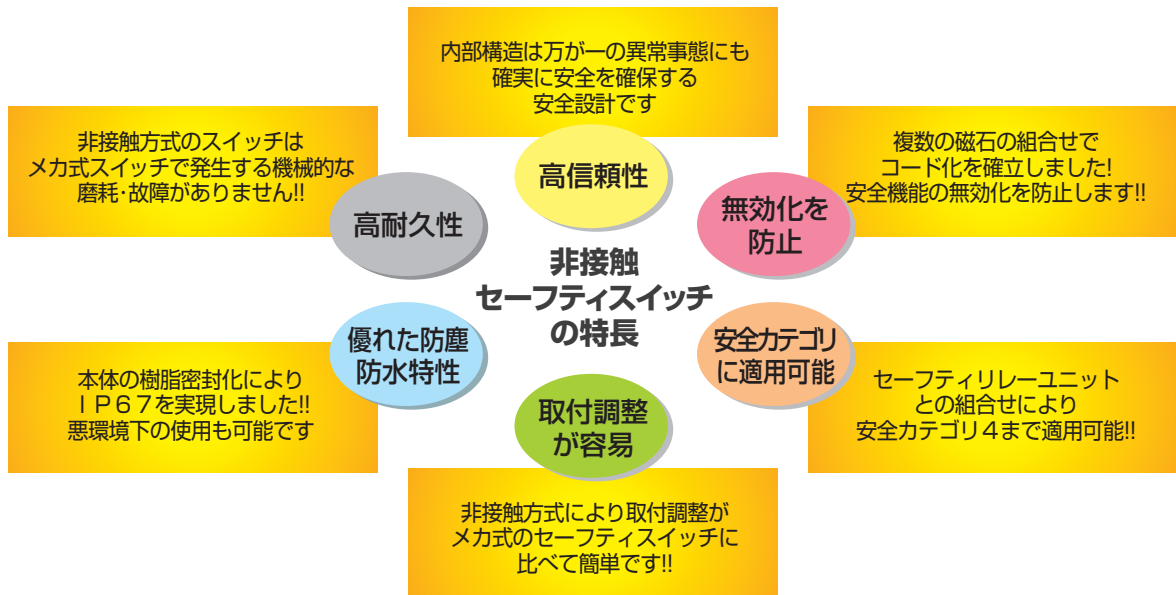 内部構造は万が一の異常事態にも
確実に安全を確保する
安全設計です
高信頼性
非接触方式のスイッチは
メカ式スイッチで発生する機械的な
磨耗･故障がありません!!
高耐久性
複数の磁石の組合せで
コード化を確立しました!
安全機能の無効化を防止します!!
無効化を
防止
非接触
セーフティスイッチ
の特長
優れた防塵
防水特性
本体の樹脂密封化により
ＩＰ６７を実現しました!!
悪環境下の使用も可能です
安全カテゴリ
に適用可能
セーフティリレーユニット
との組合せにより
安全カテゴリ４まで適用可能!!
取付調整
が容易
非接触方式により取付調整が
メカ式のセーフティスイッチに
比べて簡単です!!